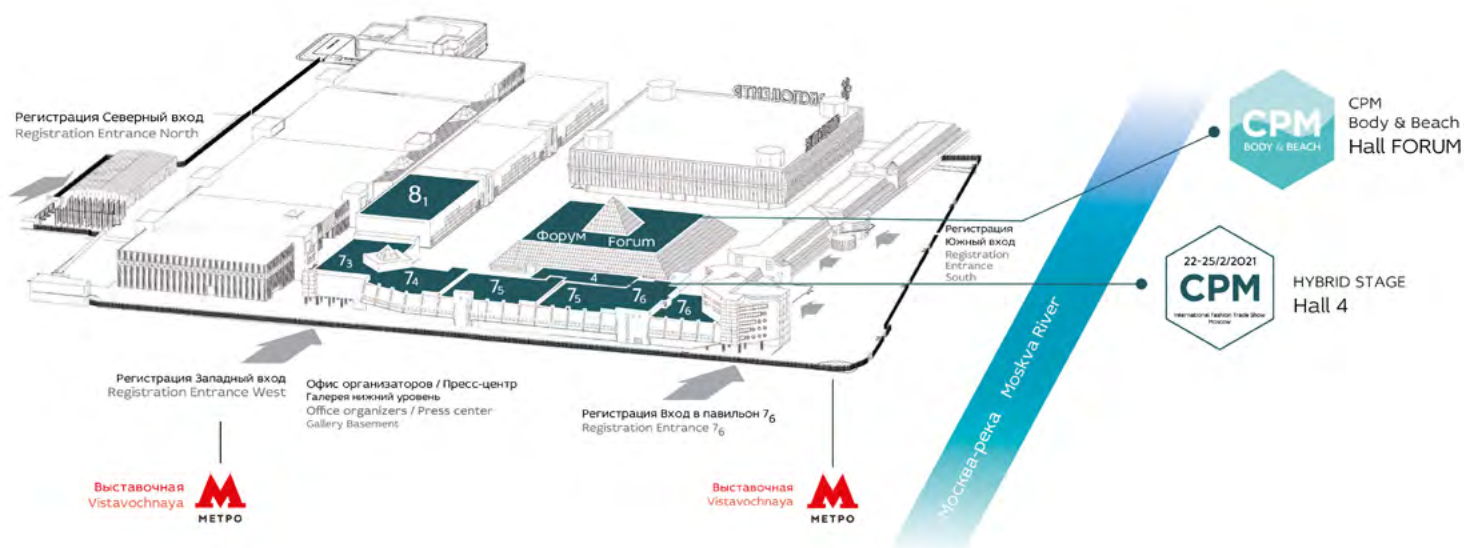 ЭКСПОЦЕНТР
Регистрация Северный вход
Registration Entrance North
8₁
Форум
Forum
7₃
7₄
7₅
4
7₅
7₆
7₆
Регистрация
Южный вход
Registration
Entrance
South
CPM
BODY & BEACH
CPM
Body & Beach
Hall FORUM
22-25/2/2021
CPM
International Fashion Trade Show
Moscow
HYBRID STAGE
Hall 4
Москва-река Moskva River
Регистрация Западный вход
Registration Entrance West
Офис организаторов / Пресс-центр
Галерея нижний уровень
Office organizers / Press center
Gallery Basement
Регистрация Вход в павильон 7₆
Registration Entrance 7₆
Выставочная
Vistavochnaya
МЕТРО
Выставочная
Vistavochnaya
МЕТРО